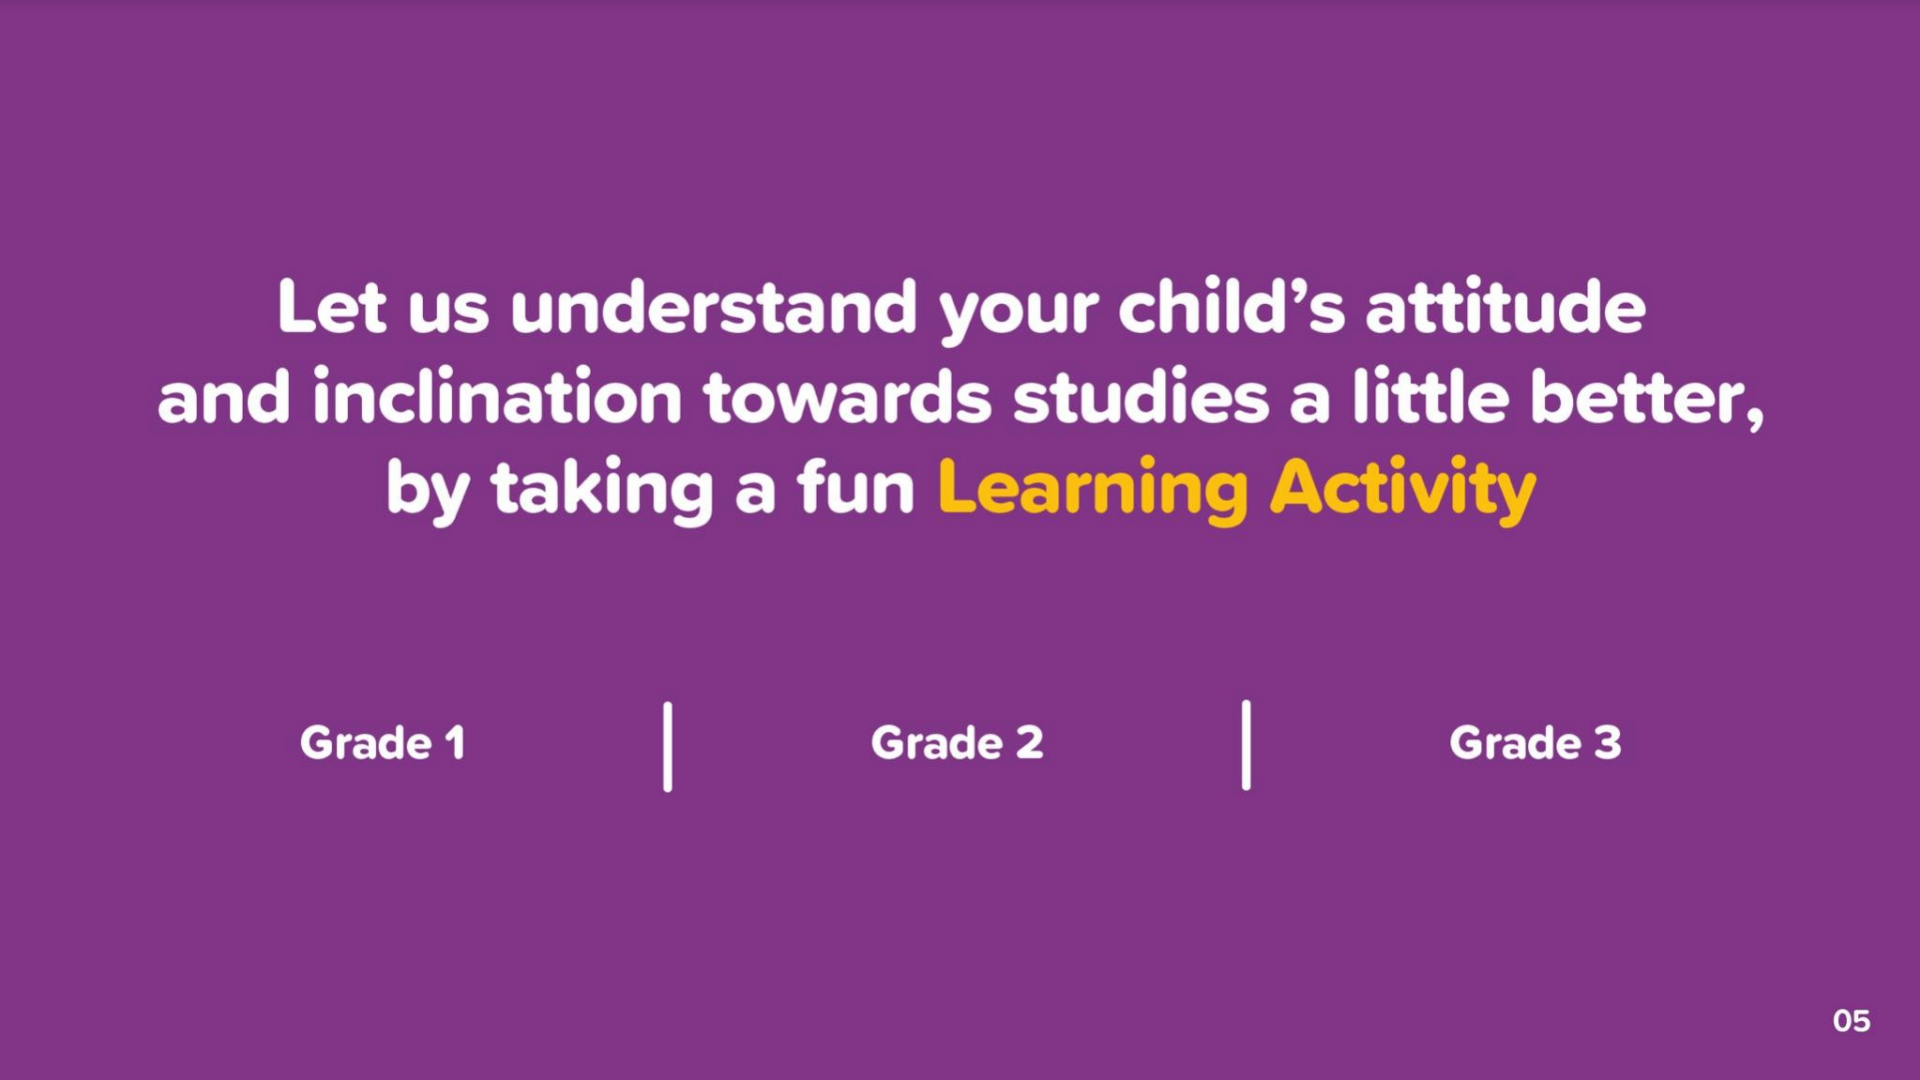 Let us understand your child’s attitude
and inclination towards studies a little better,
by taking a fun Learning Activity
Grade 1 | Grade 2 | Grade 3
05